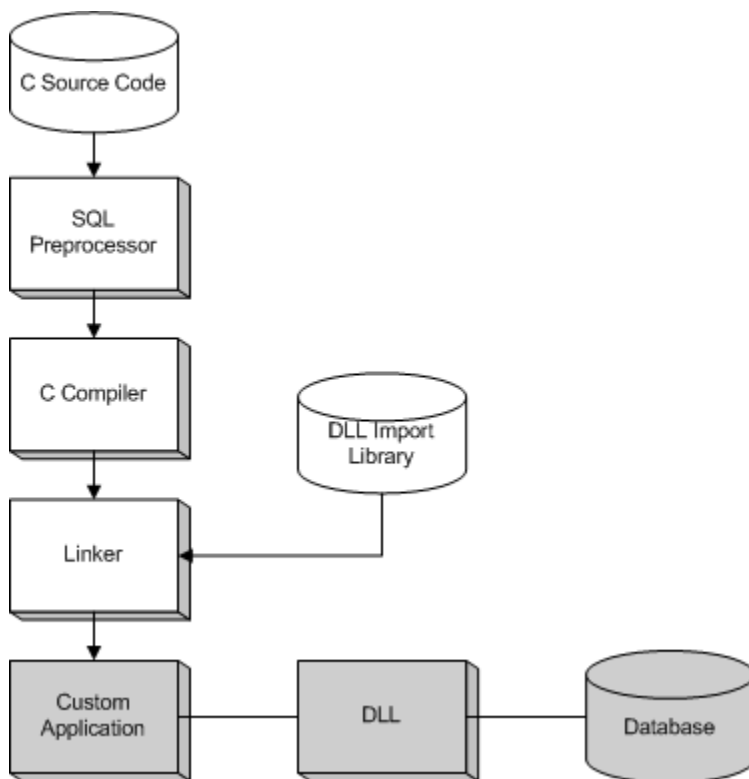 C Source Code
SQL
Preprocessor
C Compiler
DLL Import
Library
Linker
Custom
Application
DLL
Database